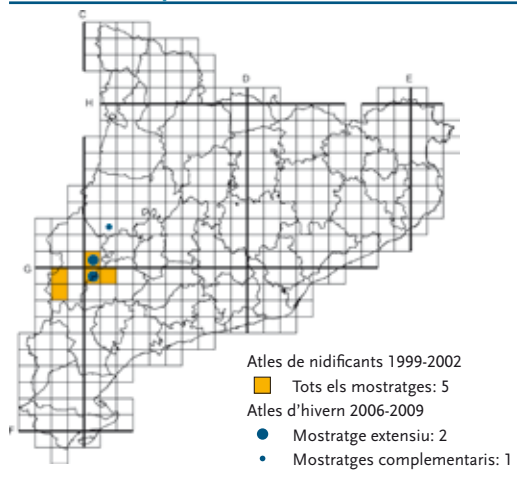 C
D
E
H
G
F
Atles de nidificants 1999-2002
Tots els mostratges: 5
Atles d’hivern 2006-2009
Mostratge extensiu: 2
Mostratges complementaris: 1